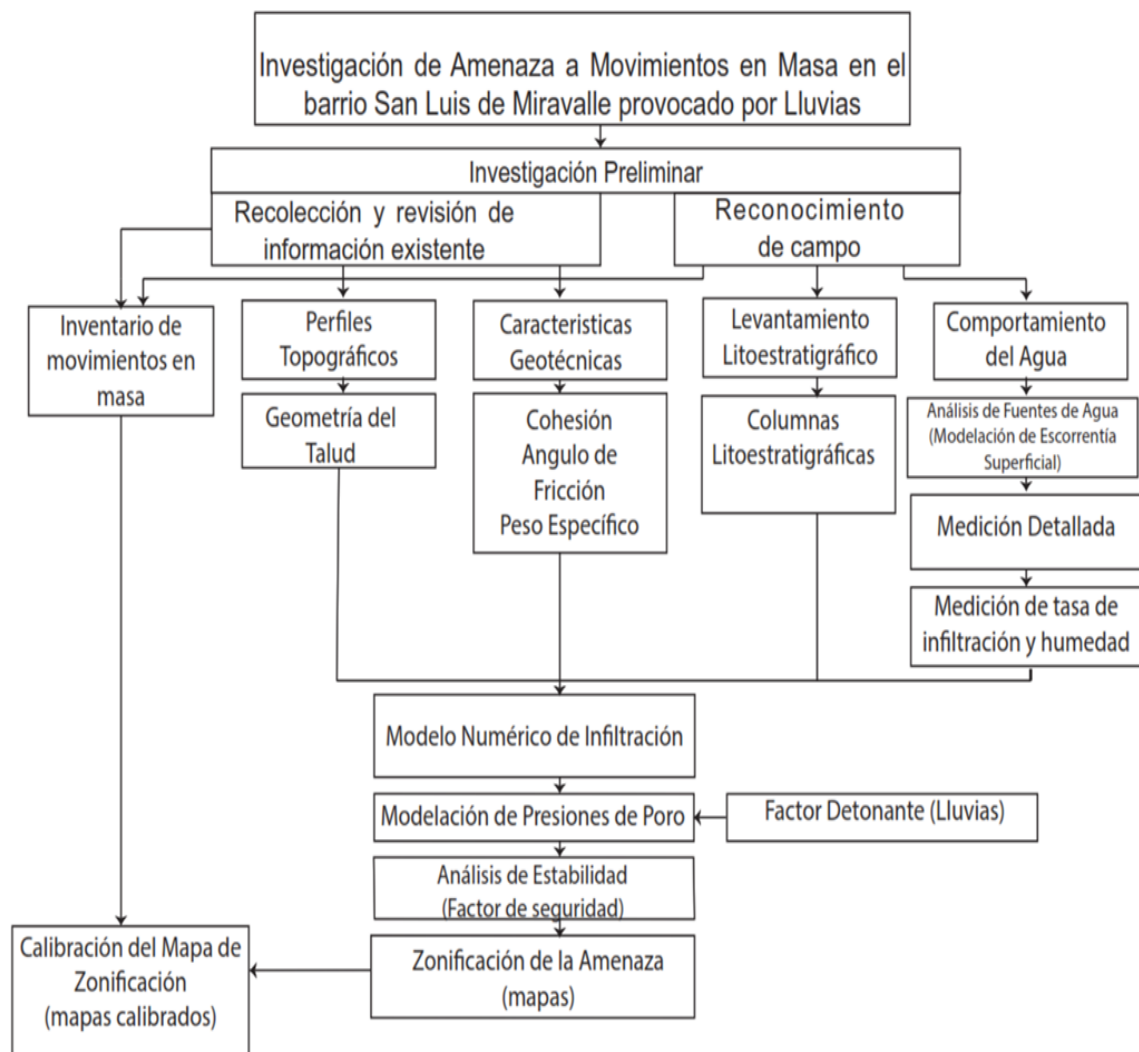 Investigación de Amenaza a Movimientos en Masa en el
barrio San Luis de Miravalle provocado por Lluvias
Investigación Preliminar
Recolección y revisión de
información existente
Reconocimiento
de campo
Inventario de
movimientos en
masa
Perfiles
Topográficos
Caracteristicas
Geotécnicas
Levantamiento
Litoestratigráfico
Comportamiento
del Agua
Geometría del
Talud
Cohesión
Angulo de
Fricción
Peso Específico
Columnas
Litoestratigráficas
Análisis de Fuentes de Agua
(Modelación de Escorrentía
Superficial)
Medición Detallada
Medición de tasa de
infiltración y humedad
Modelo Numérico de Infiltración
Modelación de Presiones de Poro
Factor Detonante (Lluvias)
Análisis de Estabilidad
(Factor de seguridad)
Zonificación de la Amenaza
(mapas)
Calibración del Mapa de
Zonificación
(mapas calibrados)